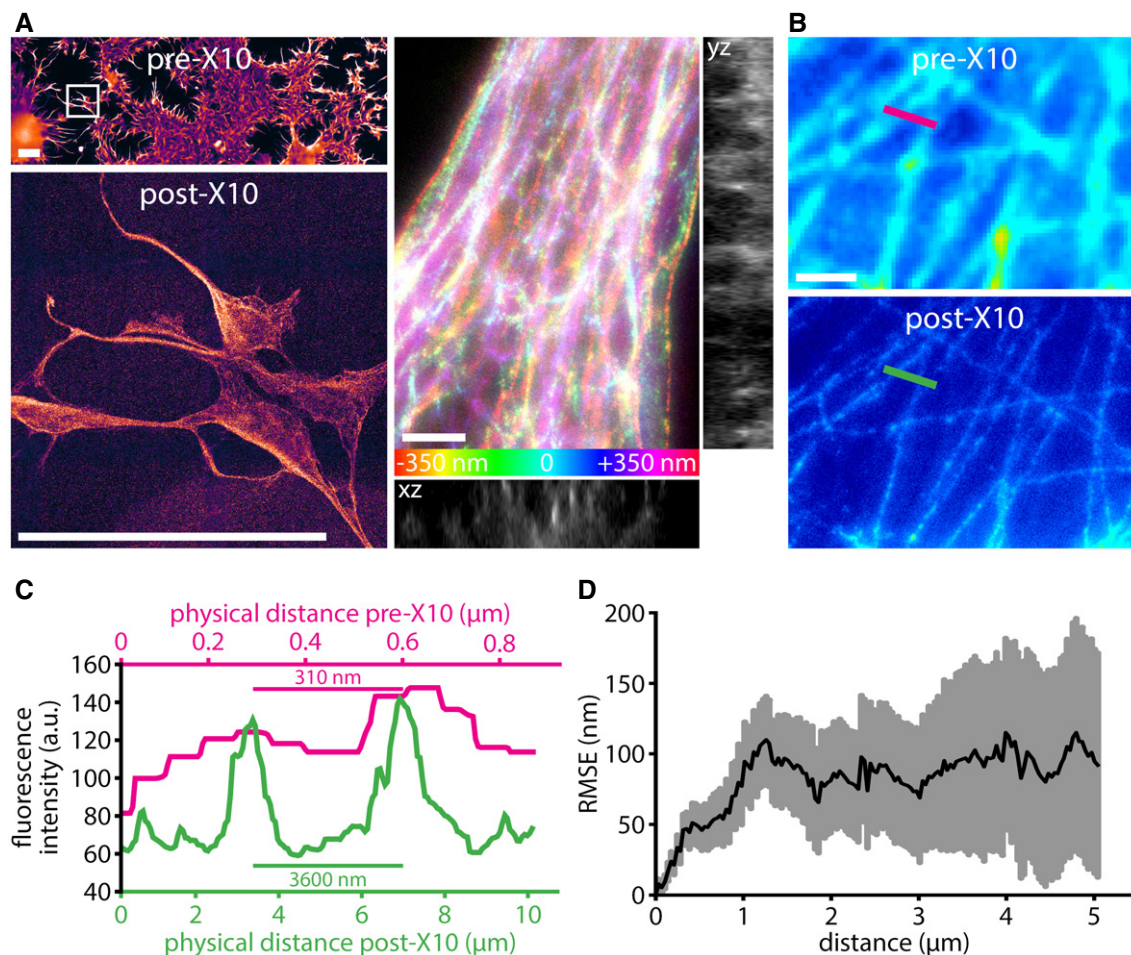 A
B
pre-X10
post-X10
yz
-350 nm 0 +350 nm
xz
pre-X10
post-X10
C
physical distance pre-X10 (µm)
0 0.2 0.4 0.6 0.8
160
140
120
100
80
60
40
fluorescence
intensity (a.u.)
310 nm
3600 nm
0 2 4 6 8 10
physical distance post-X10 (µm)
D
200
150
100
50
0
RMSE (nm)
0 1 2 3 4 5
distance (µm)